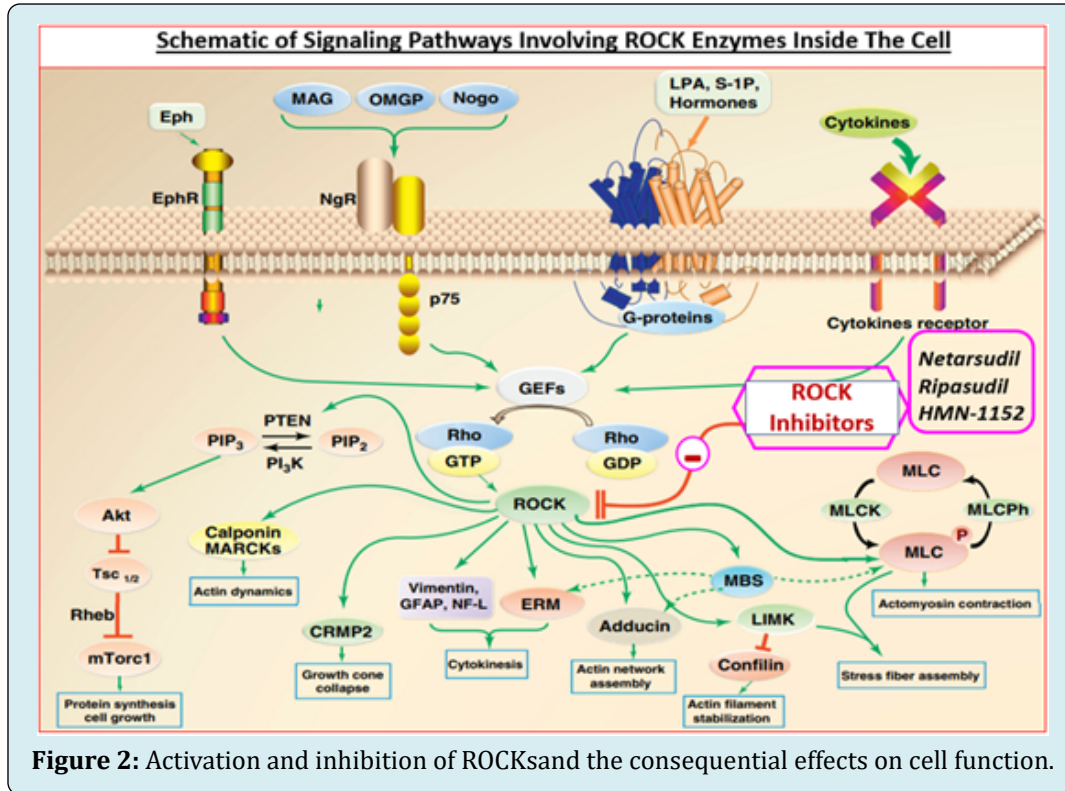 Schematic of Signaling Pathways Involving ROCK Enzymes Inside The Cell
Eph
MAG
OMGP
Nogo
LPA, S-1P,
Hormones
Cytokines
EphR
NgR
p75
G-proteins
Cytokines receptor
GEFs
Rho
GTP
Rho
GDP
ROCK
Inhibitors
Netarsudil
Ripasudil
HMN-1152
PTEN
PIP3
PIP2
PI3K
ROCK
MLC
MLCK
MLCPh
P
MLC
Akt
Calponin
MARCKs
Actin dynamics
Tsc 1/2
Rheb
mTorc1
Protein synthesis
cell growth
CRMP2
Growth cone
collapse
Vimentin,
GFAP, NF-L
ERM
Cytokinesis
MBS
Adducin
Actin network
assembly
LIMK
Confilin
Actin filament
stabilization
Actomyosin contraction
Stress fiber assembly
Figure 2: Activation and inhibition of ROCKsand the consequential effects on cell function.